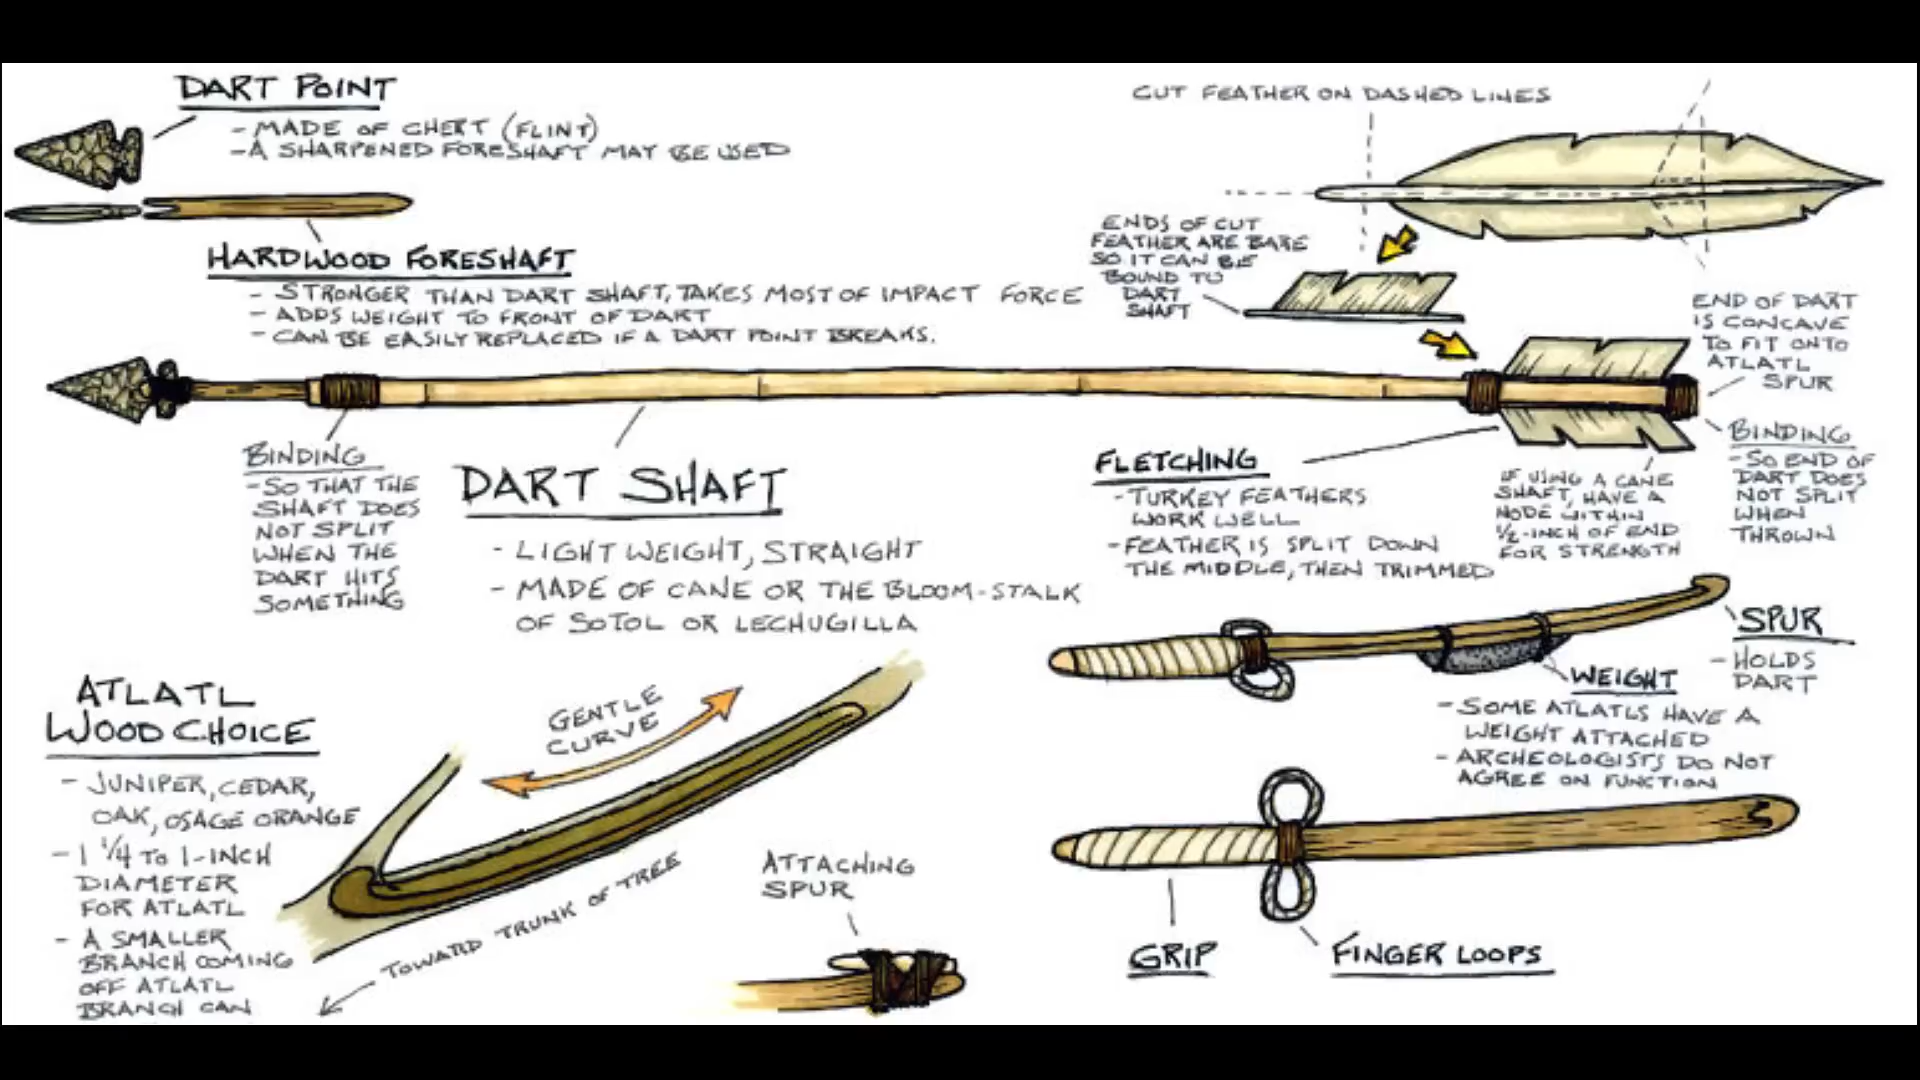 DART POINT
- MADE OF CHERT (FLINT)
- A SHARPENED FORESHAFT MAY BE USED
HARDWOOD FORESHAFT
- STRONGER THAN DART SHAFT, TAKES MOST OF IMPACT FORCE
- ADDS WEIGHT TO FRONT OF DART
- CAN BE EASILY REPLACED IF A DART POINT BREAKS.
CUT FEATHER ON DASHED LINES
ENDS OF CUT
FEATHER ARE BARE
SO IT CAN BE
BOUND TO
DART
SHAFT
END OF DART
IS CONCAVE
TO FIT ONTO
ATLATL
SPUR
BINDING
- SO THAT THE
SHAFT DOES
NOT SPLIT
WHEN THE
DART HITS
SOMETHING
DART SHAFT
- LIGHT WEIGHT, STRAIGHT
- MADE OF CANE OR THE BLOOM-STALK
OF SOTOL OR LECHUGILLA
FLETCHING
- TURKEY FEATHERS
WORK WELL
- FEATHER IS SPLIT DOWN
THE MIDDLE, THEN TRIMMED
IF USING A CANE
SHAFT, HAVE A
NODE WITHIN
1/2-INCH OF END
FOR STRENGTH
BINDING
- SO END OF
DART DOES
NOT SPLIT
WHEN
THROWN
ATLATL
WOOD CHOICE
- JUNIPER, CEDAR,
OAK, OSAGE ORANGE
- 1 1/4 TO 1-INCH
DIAMETER
FOR ATLATL
- A SMALLER
BRANCH COMING
OFF ATLATL
BRANCH CAN
GENTLE
CURVE
TOWARD TRUNK OF TREE
ATTACHING
SPUR
SPUR
- HOLDS
DART
WEIGHT
- SOME ATLATLS HAVE A
WEIGHT ATTACHED
- ARCHEOLOGISTS DO NOT
AGREE ON FUNCTION
GRIP
FINGER LOOPS